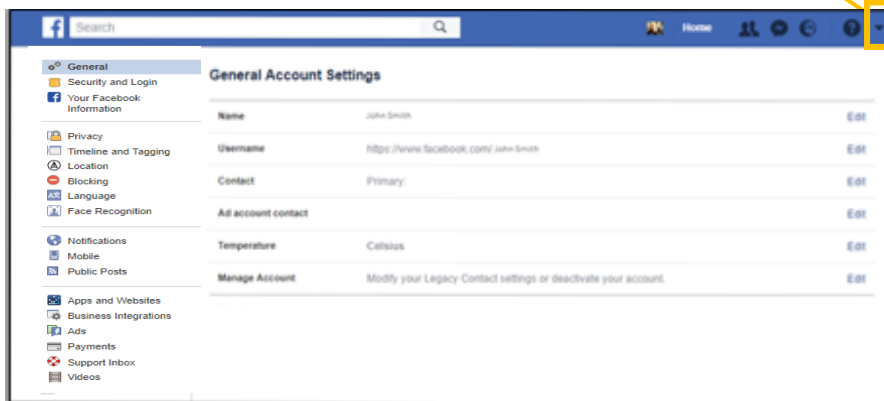 f Search Home
General
Security and Login
Your Facebook
Information
Privacy
Timeline and Tagging
Location
Blocking
Language
Face Recognition
Notifications
Mobile
Public Posts
Apps and Websites
Business Integrations
Ads
Payments
Support Inbox
Videos
General Account Settings
Name John Smith Edit
Username https://www.facebook.com/ John Smith Edit
Contact Primary: Edit
Ad account contact Edit
Temperature Celsius Edit
Manage Account Modify your Legacy Contact settings or deactivate your account. Edit